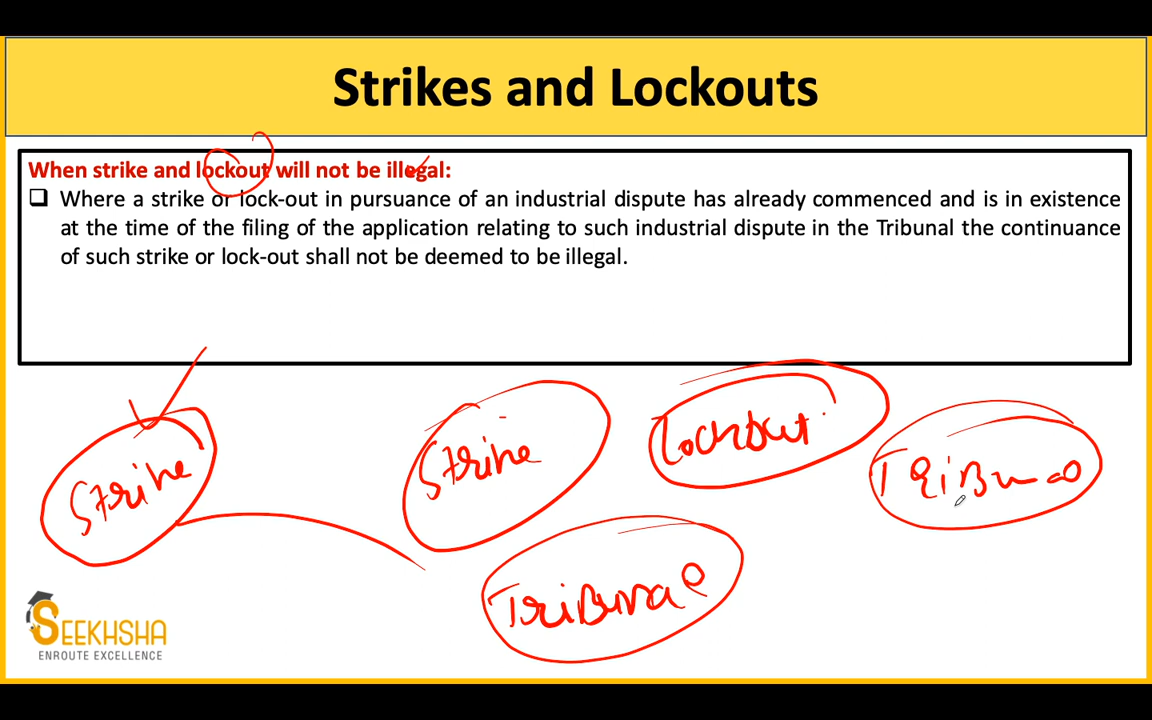 Strikes and Lockouts
When strike and lockout will not be illegal:
Where a strike or lock-out in pursuance of an industrial dispute has already commenced and is in existence
at the time of the filing of the application relating to such industrial dispute in the Tribunal the continuance
of such strike or lock-out shall not be deemed to be illegal.
Strike
Strike
Lockout
Tribunal
Tribunal
SEEKHSHA
ENROUTE EXCELLENCE